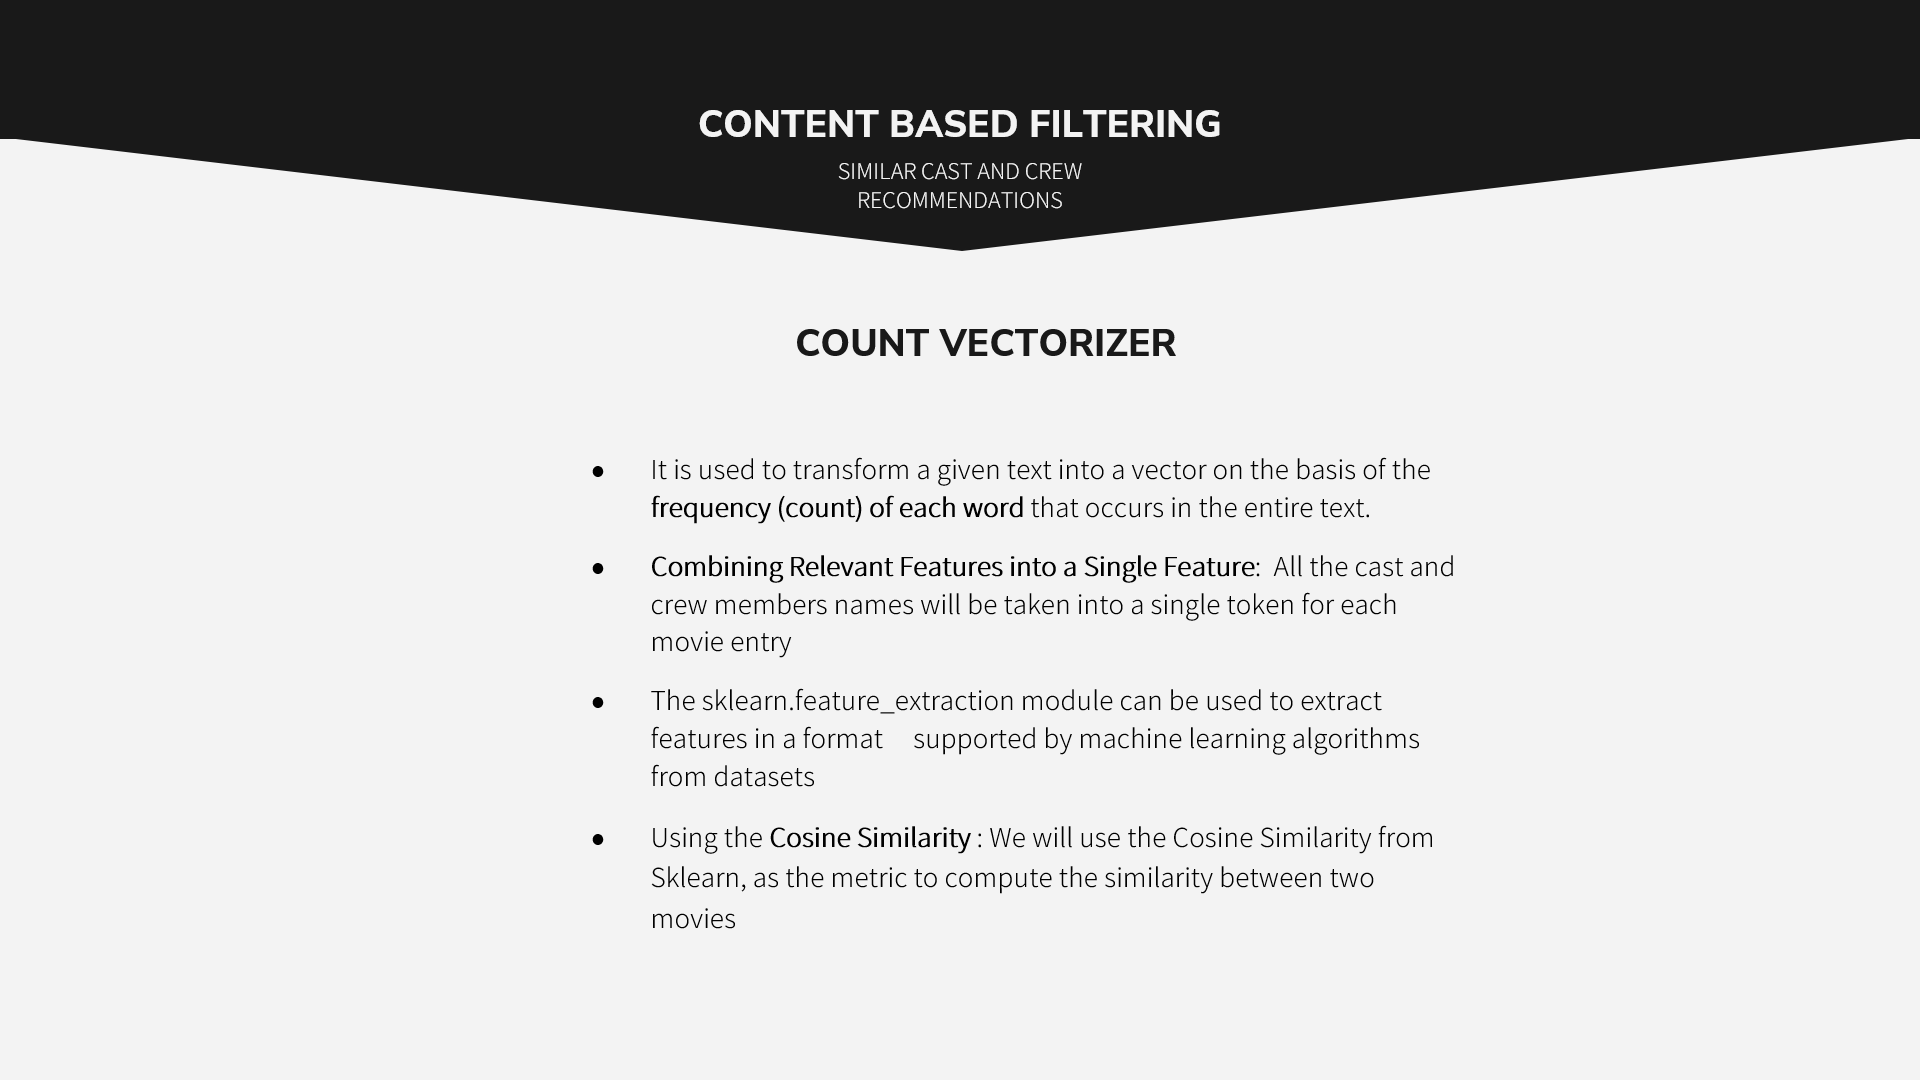 CONTENT BASED FILTERING
SIMILAR CAST AND CREW
RECOMMENDATIONS
COUNT VECTORIZER
● It is used to transform a given text into a vector on the basis of the
frequency (count) of each word that occurs in the entire text.
● Combining Relevant Features into a Single Feature: All the cast and
crew members names will be taken into a single token for each
movie entry
● The sklearn.feature_extraction module can be used to extract
features in a format supported by machine learning algorithms
from datasets
● Using the Cosine Similarity : We will use the Cosine Similarity from
Sklearn, as the metric to compute the similarity between two
movies